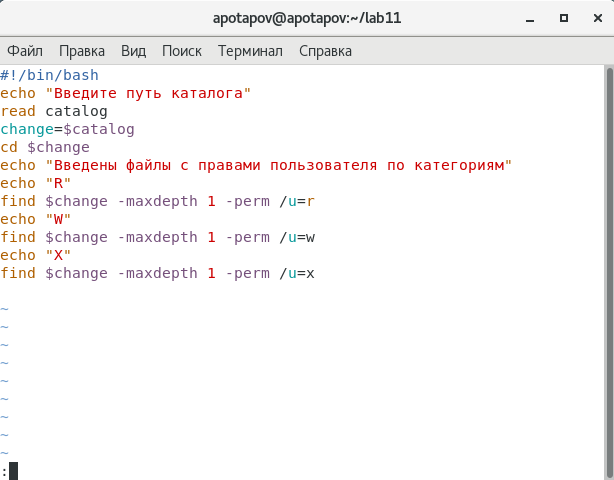 apotapov@apotapov:~/lab11
Файл Правка Вид Поиск Терминал Справка
#!/bin/bash
echo "Введите путь каталога"
read catalog
change=$catalog
cd $change
echo "Введены файлы с правами пользователя по категориям"
echo "R"
find $change -maxdepth 1 -perm /u=r
echo "W"
find $change -maxdepth 1 -perm /u=w
echo "X"
find $change -maxdepth 1 -perm /u=x
~
~
~
~
~
~
~
~
~
: